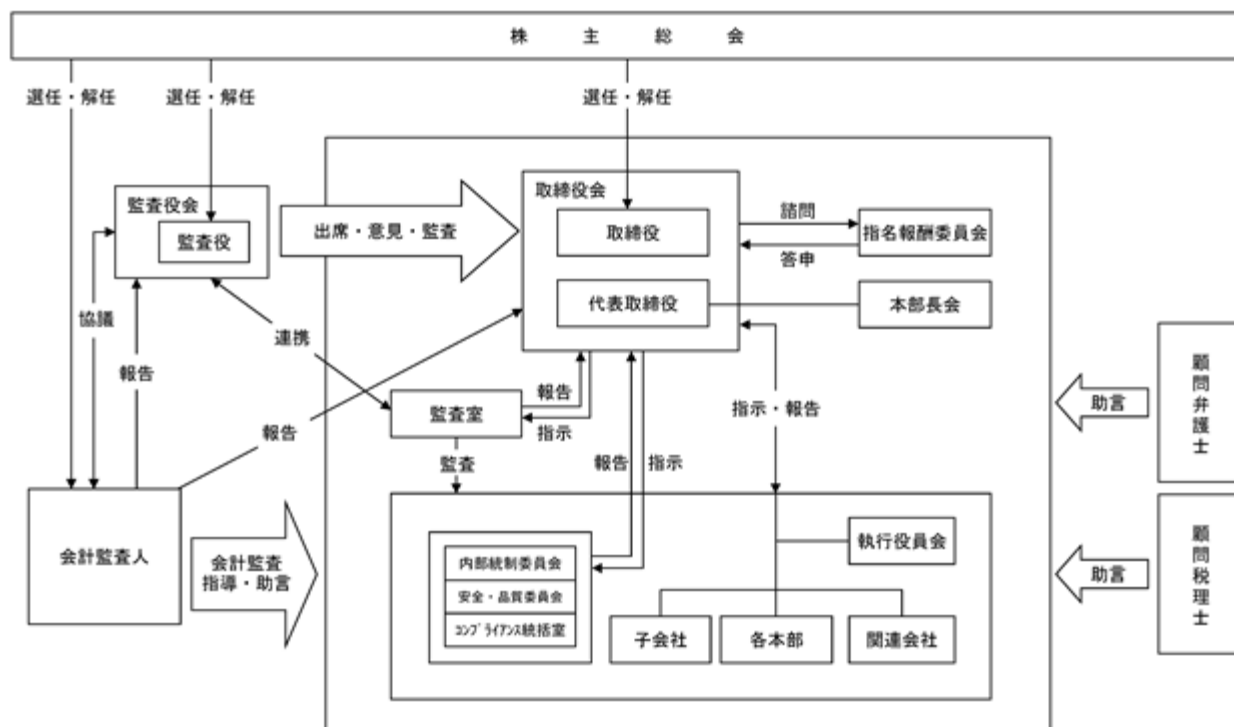 株主総会
選任・解任
選任・解任
選任・解任
監査役会
監査役
出席・意見・監査
取締役会
取締役
代表取締役
諮問
答申
指名報酬委員会
本部長会
協議
報告
連携
報告
監査室
報告
指示
監査
報告
指示
指示・報告
顧問弁護士
助言
会計監査人
会計監査
指導・助言
内部統制委員会
安全・品質委員会
コンプライアンス統括室
執行役員会
子会社
各本部
関連会社
助言
顧問税理士